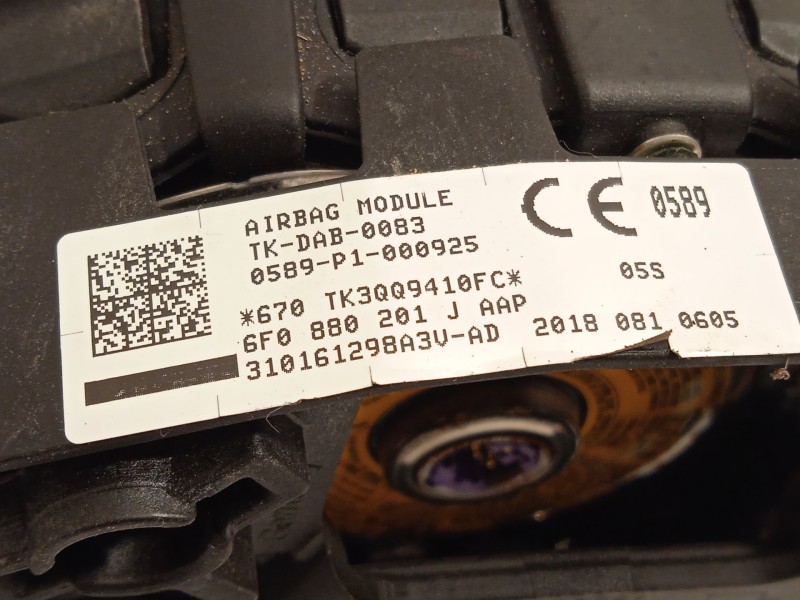 AIRBAG MODULE
TK-DAB-0083
0589-P1-000925
CE 0589
05S
*670 TK3QQ9410FC*
6F0 880 201 J AAP
310161298A3V-AD 2018 081 0605